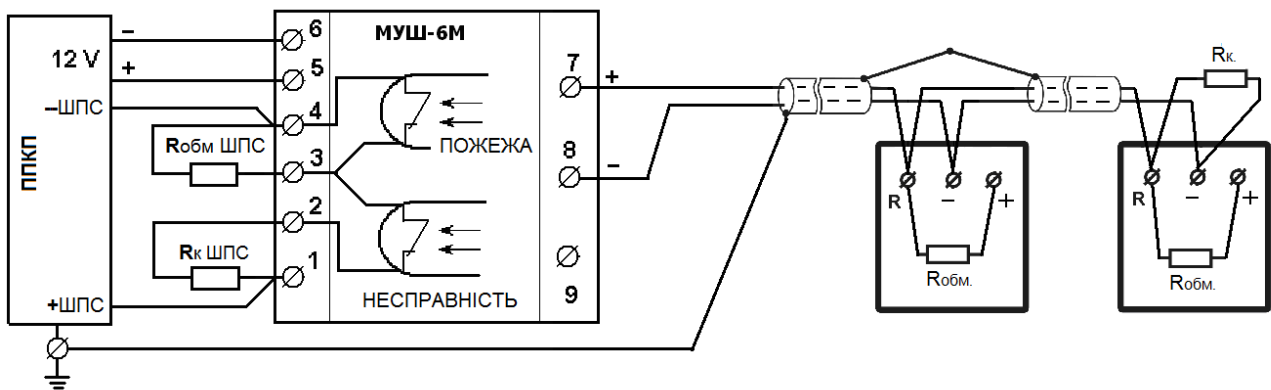 ППКП
12 V
–
+
–ШПС
+ШПС
Rобм ШПС
Rк ШПС
МУШ-6М
6
5
4
3
2
1
ПОЖЕЖА
НЕСПРАВНІСТЬ
7
8
9
+
–
R
–
+
Rобм.
Rк.
R
–
+
Rобм.